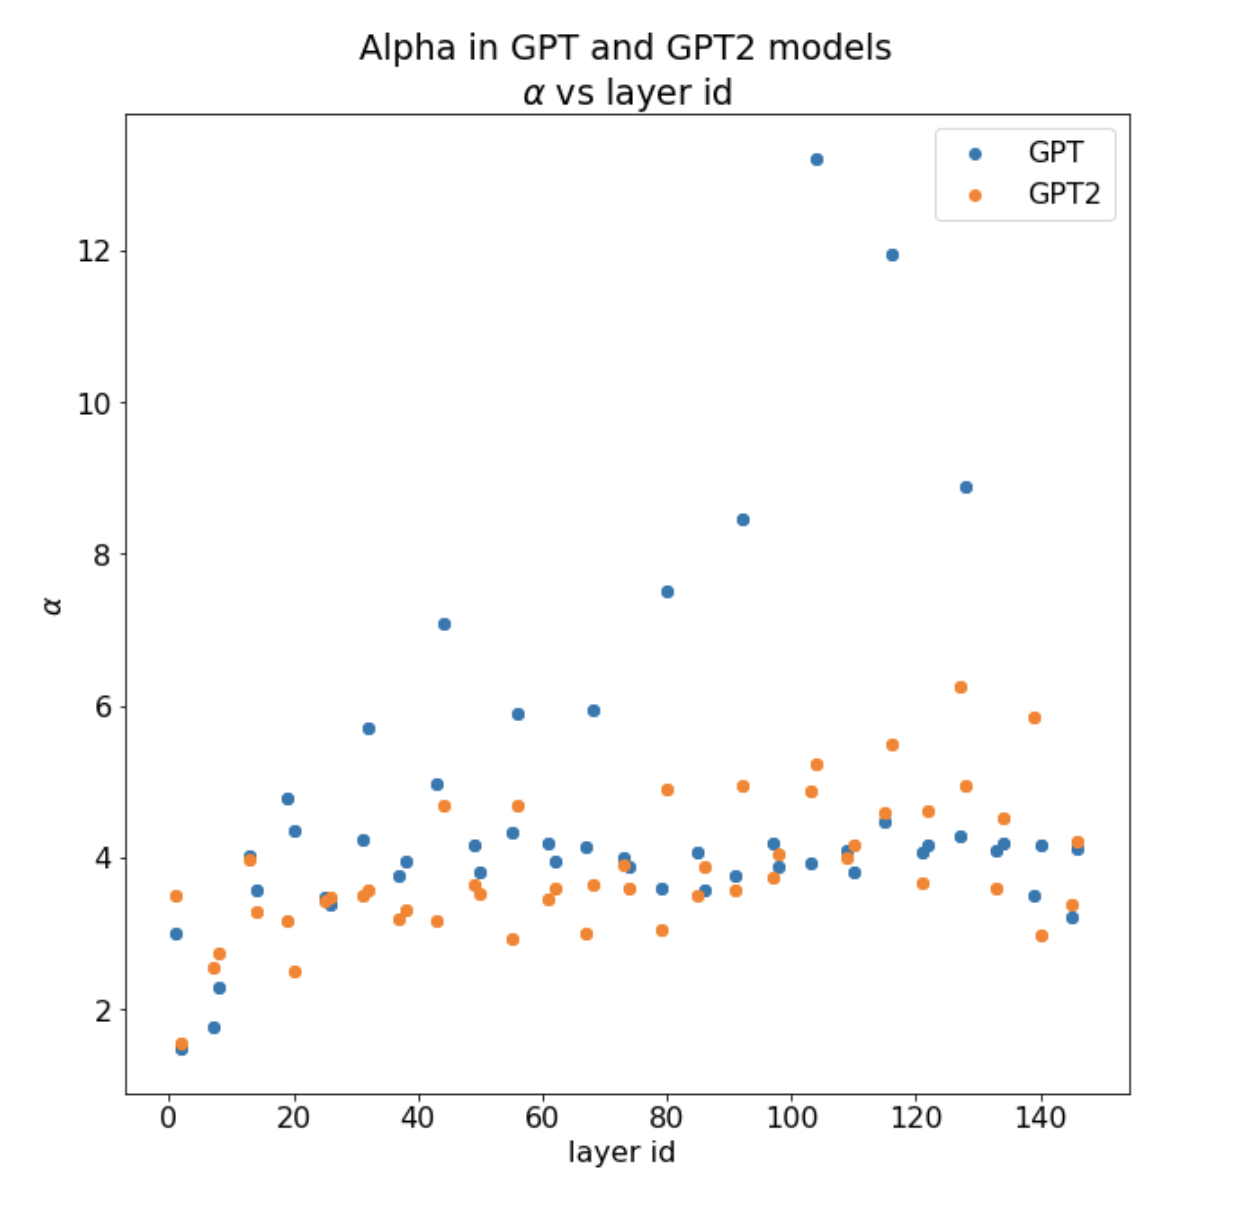 Alpha in GPT and GPT2 models
α vs layer id
GPT
GPT2
12
10
8
6
4
2
α
0 20 40 60 80 100 120 140
layer id